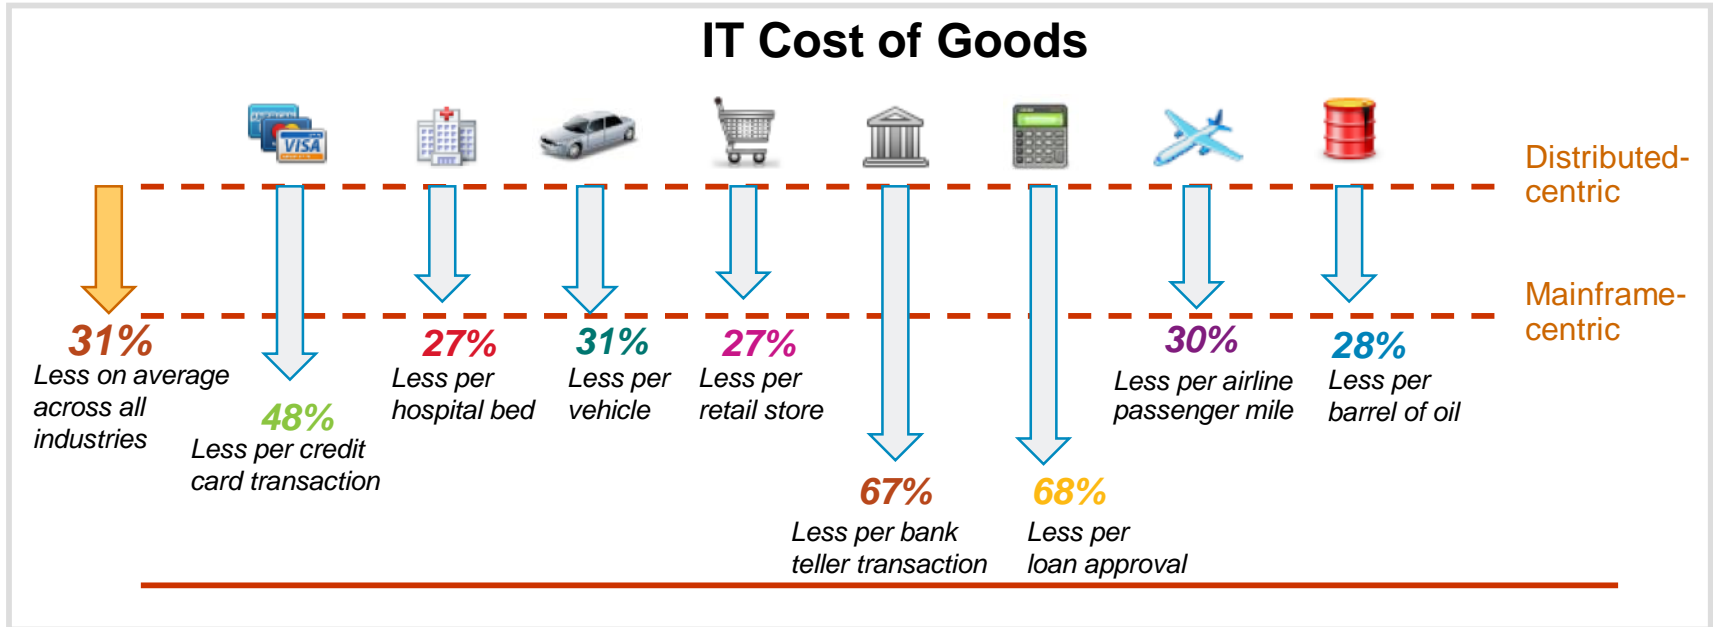 IT Cost of Goods
AMERICAN
VISA
Distributed-
centric
Mainframe-
centric
31%
Less on average
across all
industries
48%
Less per credit
card transaction
27%
Less per
hospital bed
31%
Less per
vehicle
27%
Less per
retail store
67%
Less per bank
teller transaction
68%
Less per
loan approval
30%
Less per airline
passenger mile
28%
Less per
barrel of oil